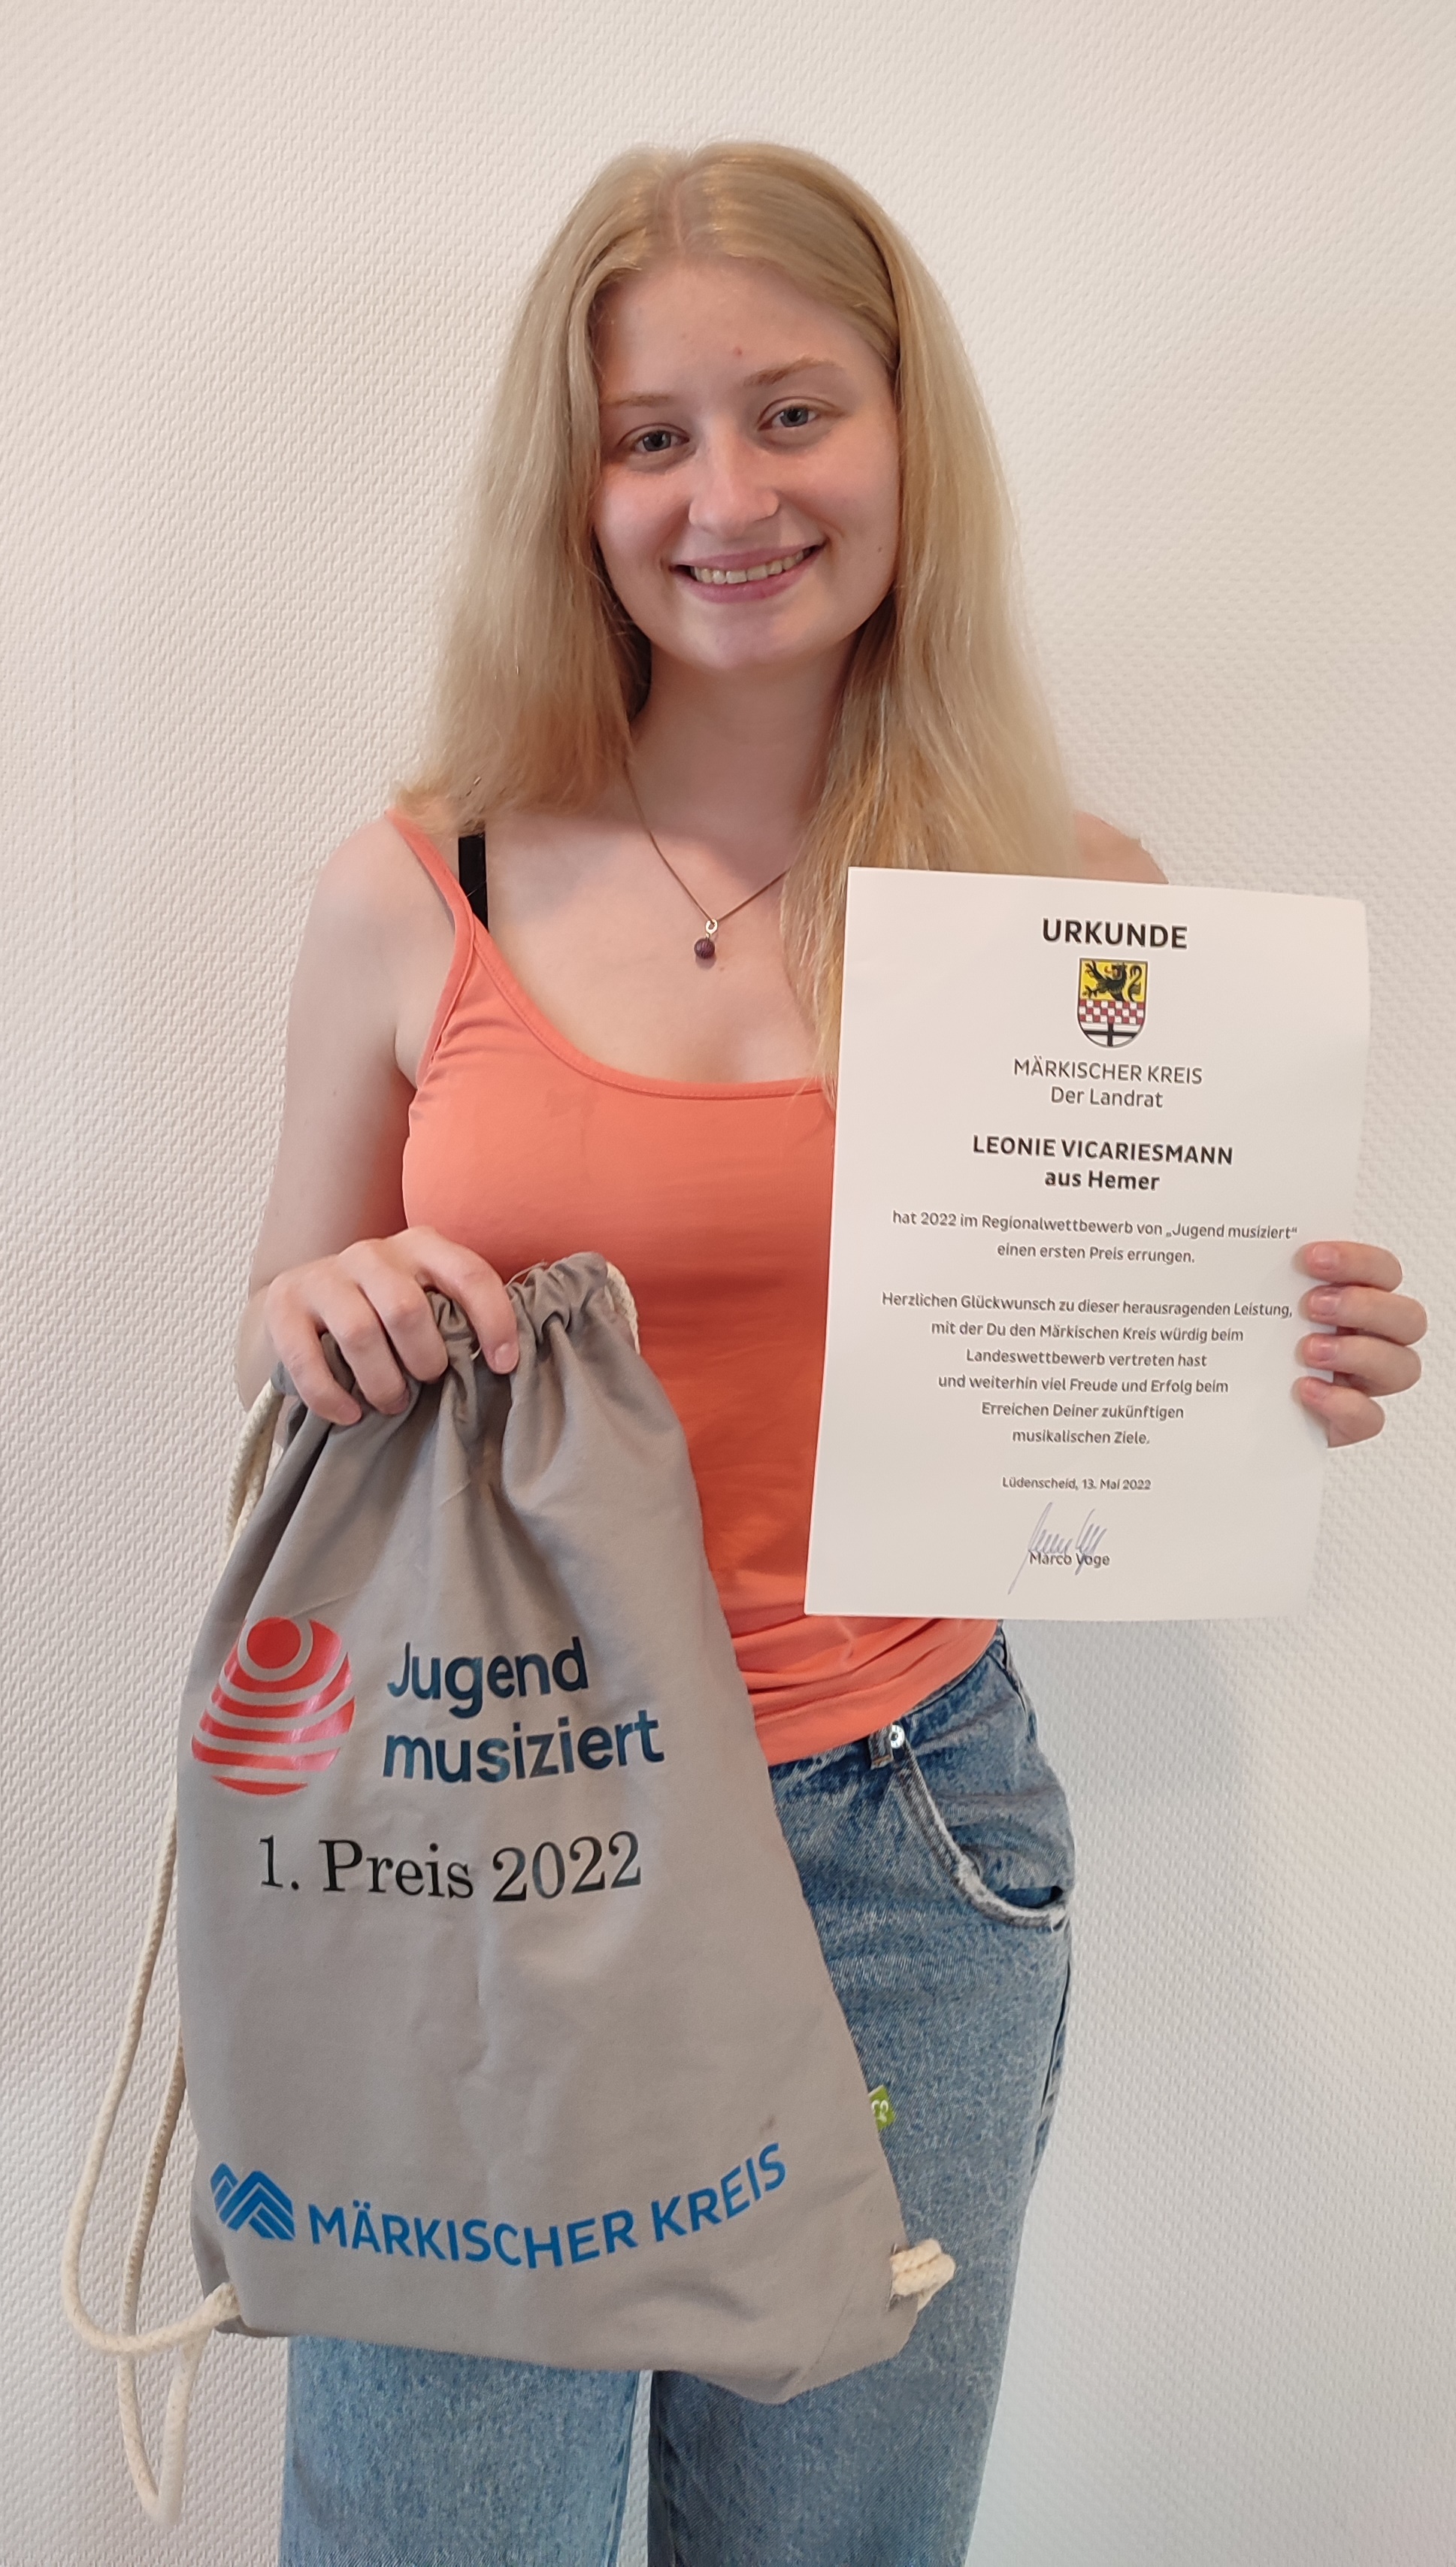 URKUNDE
MÄRKISCHER KREIS
Der Landrat
LEONIE VICARIESMANN
aus Hemer
hat 2022 im Regionalwettbewerb von „Jugend musiziert“
einen ersten Preis errungen.
Herzlichen Glückwunsch zu dieser herausragenden Leistung,
mit der Du den Märkischen Kreis würdig beim
Landeswettbewerb vertreten hast
und weiterhin viel Freude und Erfolg beim
Erreichen Deiner zukünftigen
musikalischen Ziele.
Lüdenscheid, 13. Mai 2022
Marco Voge
Jugend
musiziert
1. Preis 2022
MÄRKISCHER KREIS